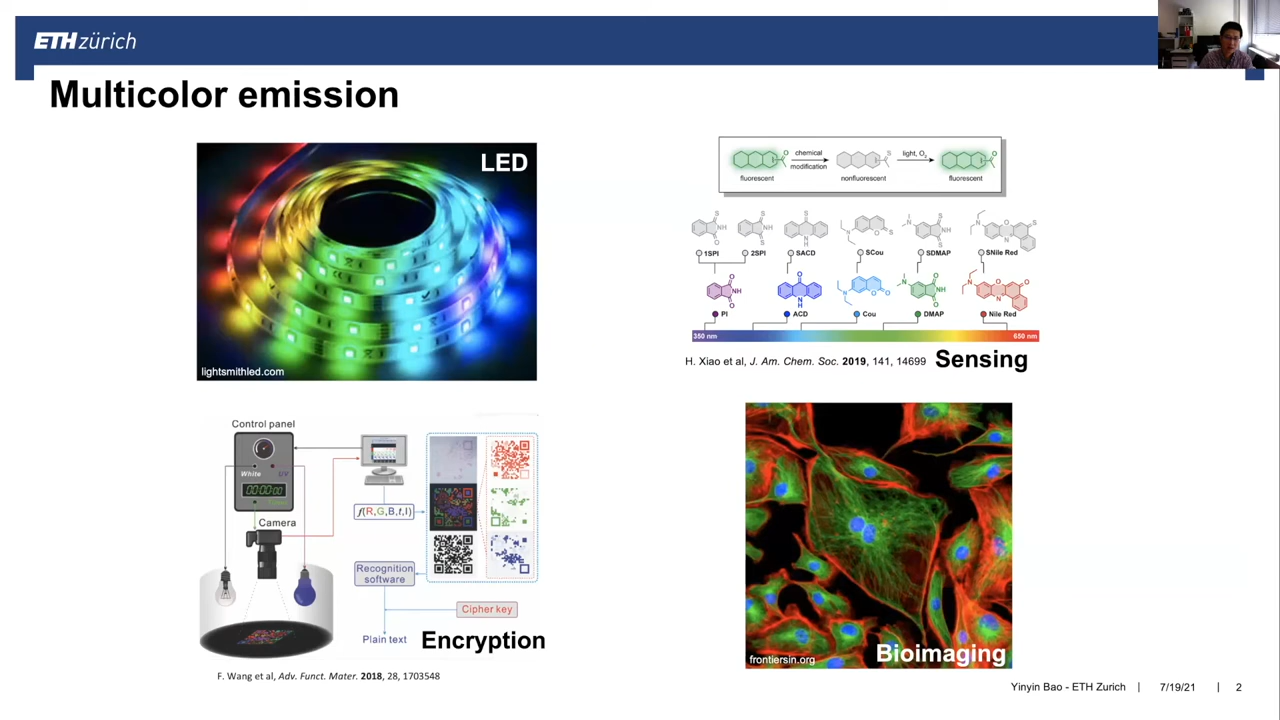 ETH zürich
Multicolor emission
LED
lightsmithled.com
chemical
modification
light, O2
fluorescent
nonfluorescent
fluorescent
1SPI
2SPI
SACD
SCou
SDMAP
SNile Red
PI
ACD
Cou
DMAP
Nile Red
350 nm
650 nm
H. Xiao et al, J. Am. Chem. Soc. 2019, 141, 14699
Sensing
Control panel
White
UV
00:00:00
Camera
f(R,G,B,t,I)
Recognition
software
Cipher key
Plain text
Encryption
F. Wang et al, Adv. Funct. Mater. 2018, 28, 1703548
frontiersin.org
Bioimaging
Yinyin Bao - ETH Zurich | 7/19/21 | 2